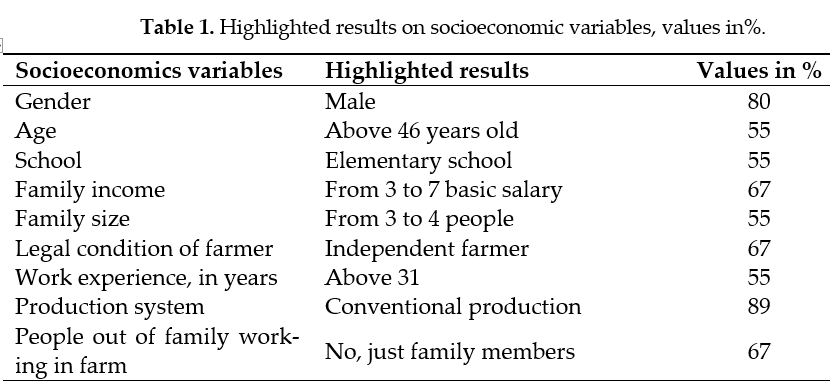 Table 1. Highlighted results on socioeconomic variables, values in%.
Socioeconomics variables Highlighted results Values in %
Gender Male 80
Age Above 46 years old 55
School Elementary school 55
Family income From 3 to 7 basic salary 67
Family size From 3 to 4 people 55
Legal condition of farmer Independent farmer 67
Work experience, in years Above 31 55
Production system Conventional production 89
People out of family work-
ing in farm No, just family members 67